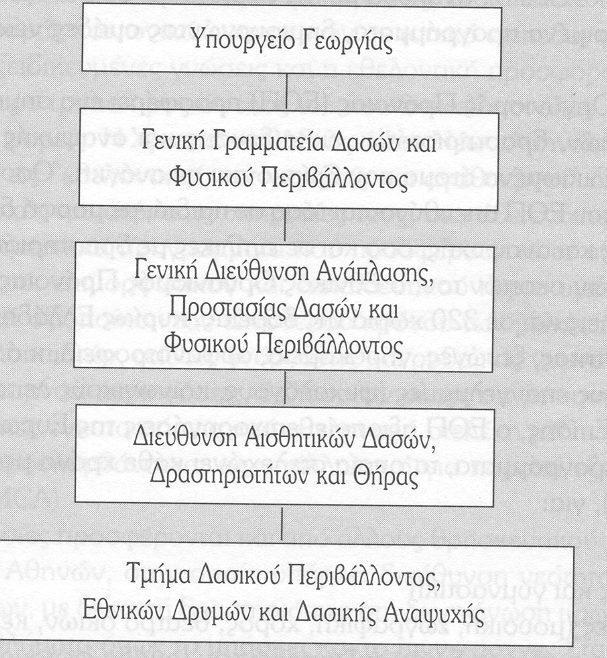 Υπουργείο Γεωργίας
Γενική Γραμματεία Δασών και
Φυσικού Περιβάλλοντος
Γενική Διεύθυνση Ανάπλασης,
Προστασίας Δασών και
Φυσικού Περιβάλλοντος
Διεύθυνση Αισθητικών Δασών,
Δραστηριοτήτων και Θήρας
Τμήμα Δασικού Περιβάλλοντος,
Εθνικών Δρυμών και Δασικής Αναψυχής